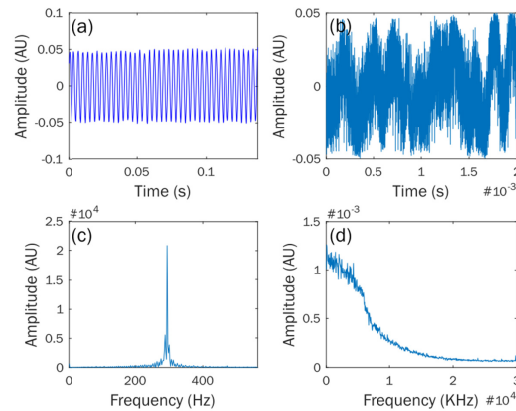 (a)
Amplitude (AU)
0.1
0.05
0
-0.05
-0.1
0 0.05 0.1
Time (s)
(b)
Amplitude (AU)
0.05
0
-0.05
0 0.5 1 1.5 2
Time (s) #10⁻³
#10⁴
(c)
Amplitude (AU)
2.5
2
1.5
1
0.5
0
0 200 400
Frequency (Hz)
#10⁻³
(d)
Amplitude (AU)
1.5
1
0.5
0
0 1 2 3
Frequency (KHz) #10⁴